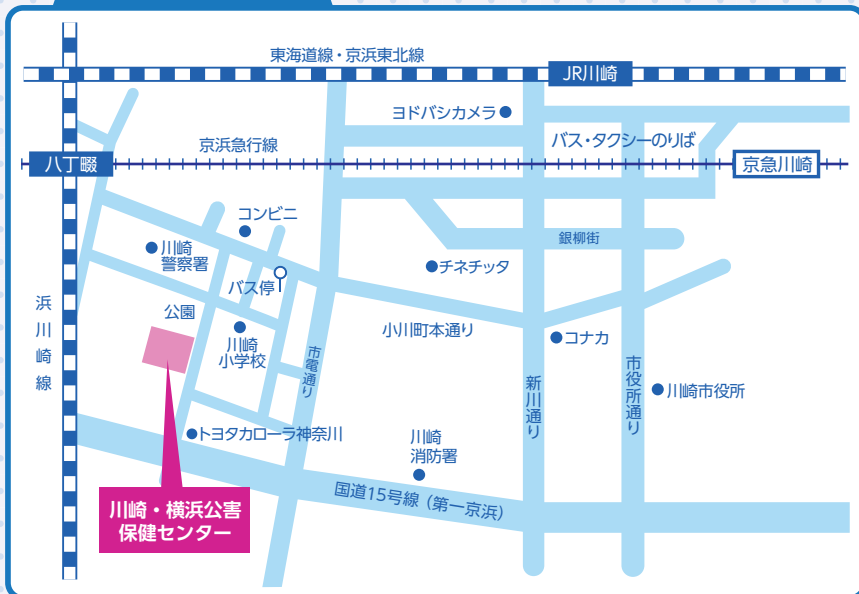 東海道線・京浜東北線
JR川崎
ヨドバシカメラ
バス・タクシーのりば
京浜急行線
八丁畷
京急川崎
コンビニ
川崎
警察署
銀柳街
チネチッタ
バス停
公園
浜川崎線
川崎
小学校
市電通り
小川町本通り
コナカ
新川通り
市役所通り
川崎市役所
トヨタカローラ神奈川
川崎
消防署
国道15号線（第一京浜）
川崎・横浜公害
保健センター